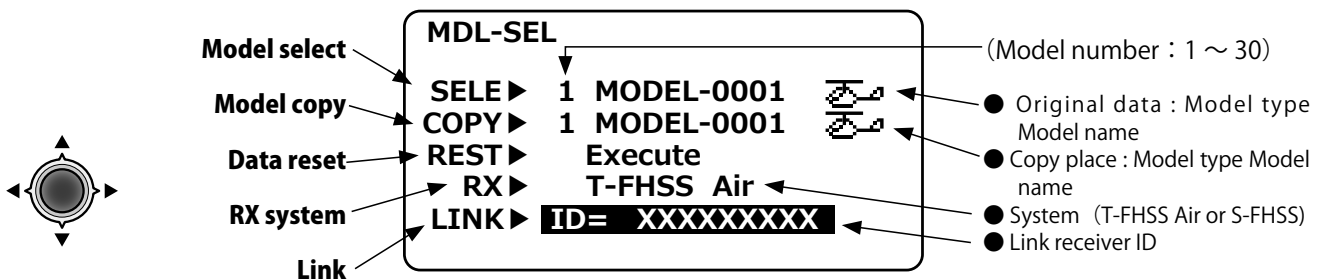 MDL-SEL
Model select
(Model number：1 ～ 30)
SELE▶ 1 MODEL-0001
● Original data : Model type
Model name
Model copy
COPY▶ 1 MODEL-0001
● Copy place : Model type Model
name
Data reset
REST▶ Execute
RX system
RX▶ T-FHSS Air
● System（T-FHSS Air or S-FHSS)
Link
LINK▶ ID= XXXXXXXXX
● Link receiver ID